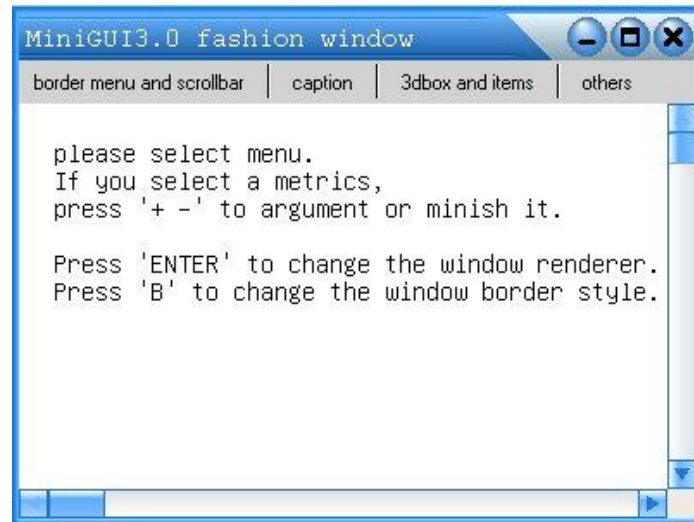 MiniGUI3.0 fashion window
border menu and scrollbar caption 3dbox and items others
please select menu.
If you select a metrics,
press '+ -' to argument or minish it.
Press 'ENTER' to change the window renderer.
Press 'B' to change the window border style.